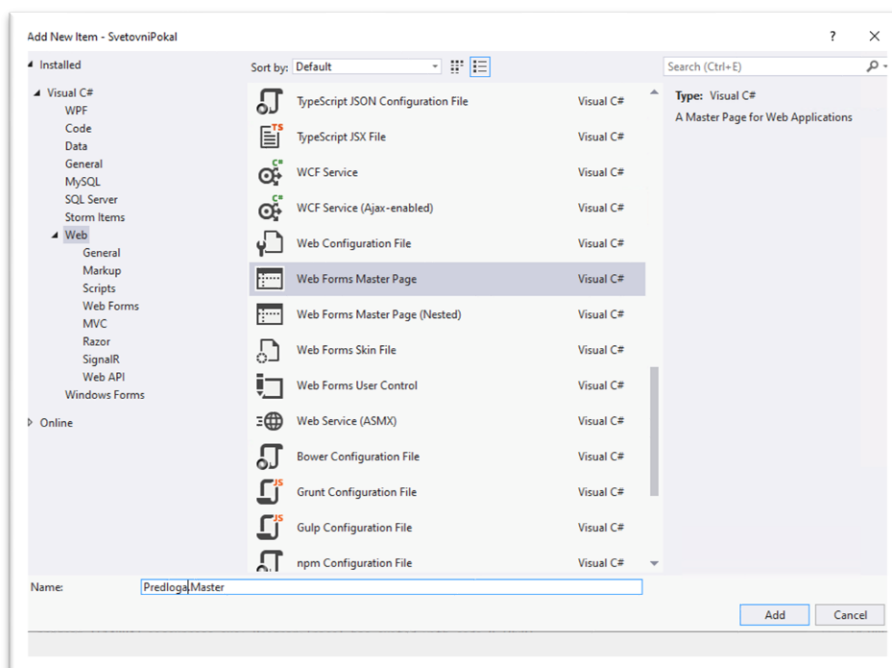 Add New Item - SvetovniPokal
? X
Installed
Visual C#
WPF
Code
Data
General
MySQL
SQL Server
Storm Items
Web
General
Markup
Scripts
Web Forms
MVC
Razor
SignalR
Web API
Windows Forms
Online
Sort by: Default
TypeScript JSON Configuration File Visual C#
TypeScript JSX File Visual C#
WCF Service Visual C#
WCF Service (Ajax-enabled) Visual C#
Web Configuration File Visual C#
Web Forms Master Page Visual C#
Web Forms Master Page (Nested) Visual C#
Web Forms Skin File Visual C#
Web Forms User Control Visual C#
Web Service (ASMX) Visual C#
Bower Configuration File Visual C#
Grunt Configuration File Visual C#
Gulp Configuration File Visual C#
npm Configuration File Visual C#
Search (Ctrl+E)
Type: Visual C#
A Master Page for Web Applications
Name: Predloga.Master
Add Cancel